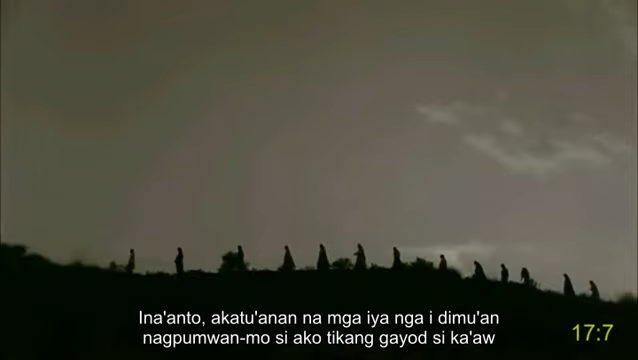 Ina'anto, akatu'anan na mga iya nga i dimu'an
nagpumwan-mo si ako tikang gayod si ka'aw
17:7